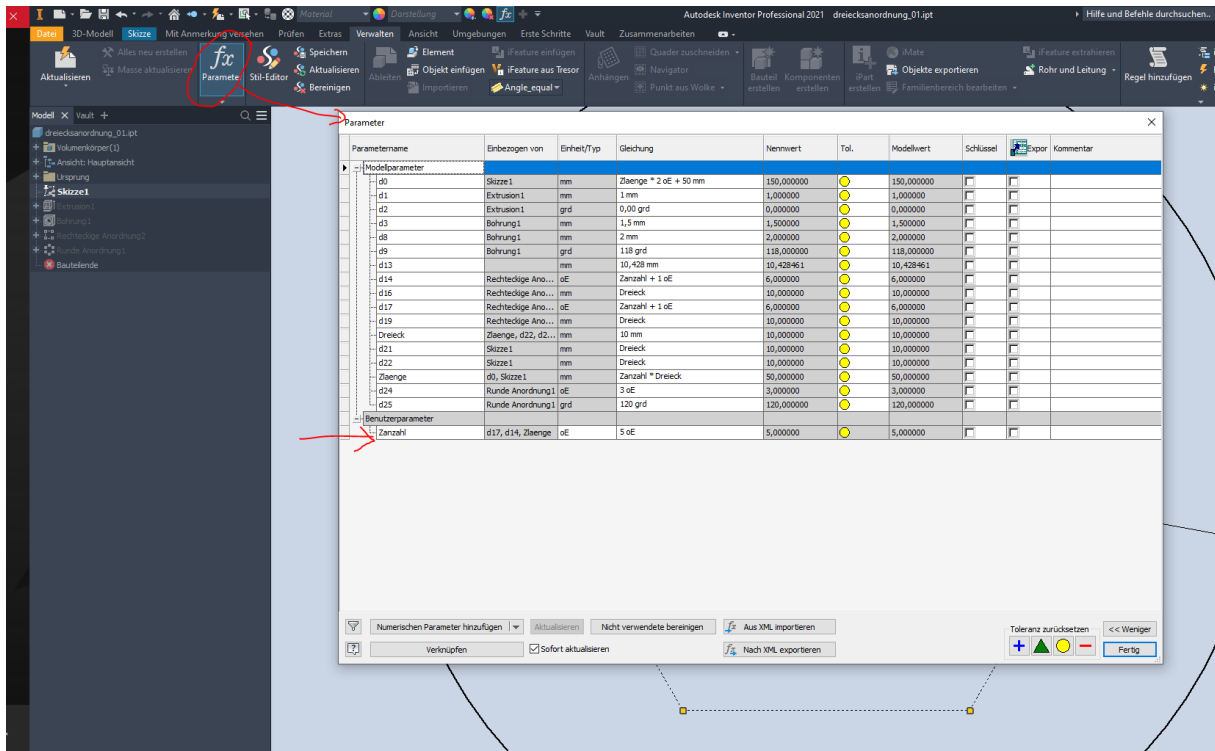 Material Darstellung fx Autodesk Inventor Professional 2021 dreiecksanordnung_01.ipt Hilfe und Befehle durchsuchen...
Datei 3D-Modell Skizze Mit Anmerkung versehen Prüfen Extras Verwalten Ansicht Umgebungen Erste Schritte Vault Zusammenarbeiten
Aktualisieren
Alles neu erstellen
Masse aktualisieren
fx
Parameter
Stil-Editor
Speichern
Aktualisieren
Bereinigen
Ableiten
Element
Objekt einfügen
Importieren
iFeature einfügen
iFeature aus Tresor
Angle_equal
Anhängen
Quader zuschneiden
Navigator
Punkt aus Wolke
Bauteil erstellen
Komponenten erstellen
iPart erstellen
iMate
Objekte exportieren
Familienbereich bearbeiten
iFeature extrahieren
Rohr und Leitung
Regel hinzufügen
Modell Vault +
dreiecksanordnung_01.ipt
Volumenkörper(1)
Ansicht: Hauptansicht
Ursprung
Skizze1
Extrusion1
Bohrung1
Rechteckige Anordnung2
Runde Anordnung1
Bauteilende
Parameter
Parametername Einbezogen von Einheit/Typ Gleichung Nennwert Tol. Modellwert Schlüssel Expor Kommentar
Modellparameter
d0 Skizze1 mm Zlaenge * 2 oE + 50 mm 150,000000 150,000000
d1 Extrusion1 mm 1 mm 1,000000 1,000000
d2 Extrusion1 grd 0,00 grd 0,000000 0,000000
d3 Bohrung1 mm 1,5 mm 1,500000 1,500000
d8 Bohrung1 mm 2 mm 2,000000 2,000000
d9 Bohrung1 grd 118 grd 118,000000 118,000000
d13 mm 10,428 mm 10,428461 10,428461
d14 Rechteckige Ano... oE Zanzahl + 1 oE 6,000000 6,000000
d16 Rechteckige Ano... mm Dreieck 10,000000 10,000000
d17 Rechteckige Ano... oE Zanzahl + 1 oE 6,000000 6,000000
d19 Rechteckige Ano... mm Dreieck 10,000000 10,000000
Dreieck Zlaenge, d22, d2... mm 10 mm 10,000000 10,000000
d21 Skizze1 mm Dreieck 10,000000 10,000000
d22 Skizze1 mm Dreieck 10,000000 10,000000
Zlaenge d0, Skizze1 mm Zanzahl * Dreieck 50,000000 50,000000
d24 Runde Anordnung1 oE 3 oE 3,000000 3,000000
d25 Runde Anordnung1 grd 120 grd 120,000000 120,000000
Benutzerparameter
Zanzahl d17, d14, Zlaenge oE 5 oE 5,000000 5,000000
Numerischen Parameter hinzufügen Aktualisieren Nicht verwendete bereinigen Aus XML importieren Toleranz zurücksetzen << Weniger
Verknüpfen Sofort aktualisieren Nach XML exportieren Fertig